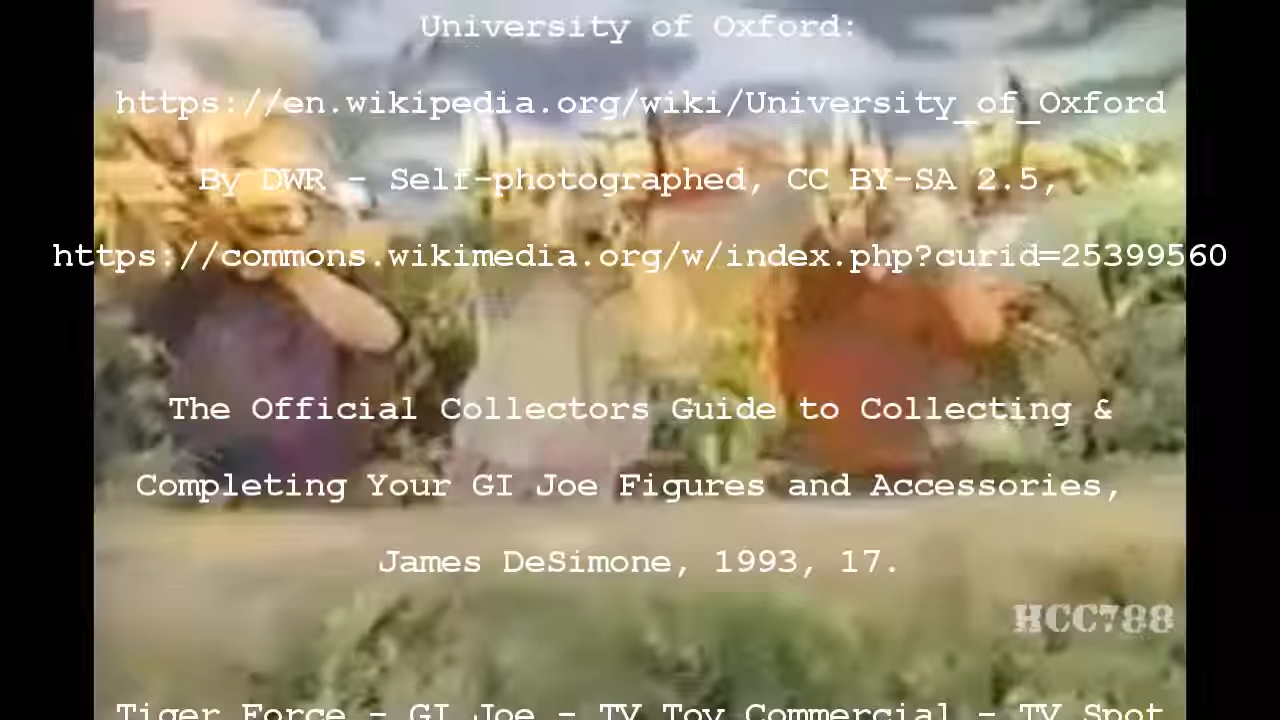 University of Oxford:
https://en.wikipedia.org/wiki/University_of_Oxford
By DWR - Self-photographed, CC BY-SA 2.5,
https://commons.wikimedia.org/w/index.php?curid=25399560
The Official Collectors Guide to Collecting &
Completing Your GI Joe Figures and Accessories,
James DeSimone, 1993, 17.
HCC788
Tiger Force - GI Joe - TV Toy Commercial - TV Spot